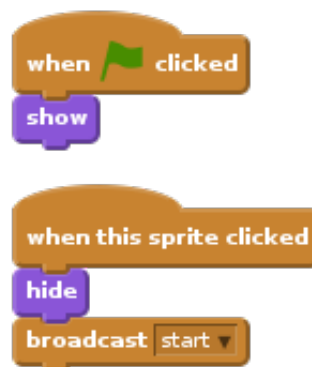 when clicked
show
when this sprite clicked
hide
broadcast start